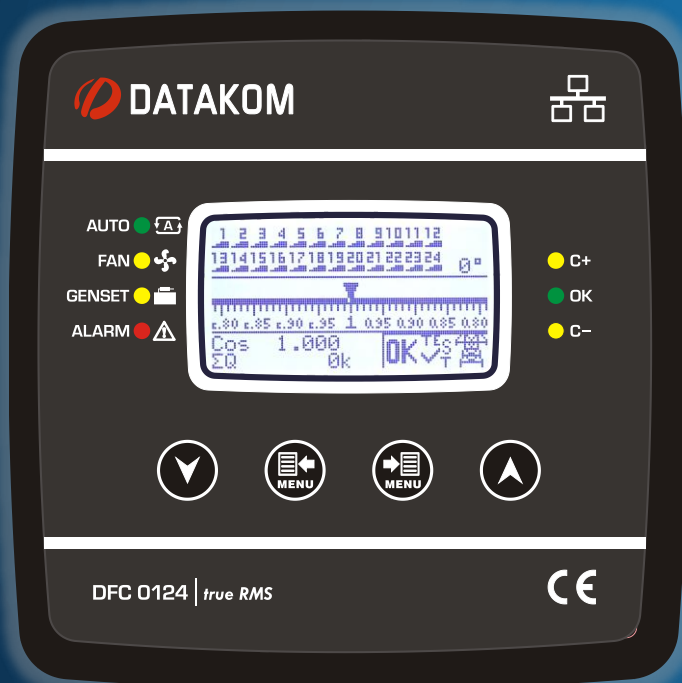 DATAKOM
AUTO A
FAN
GENSET
ALARM
1 2 3 4 5 6 7 8 9 10 11 12
13 14 15 16 17 18 19 20 21 22 23 24 0°
c.80 c.85 c.90 c.95 1 0.95 0.90 0.85 0.80
Cos 1.000
ΣQ 0k
OK TEST
C+
OK
C−
MENU
MENU
DFC 0124 | true RMS
CE